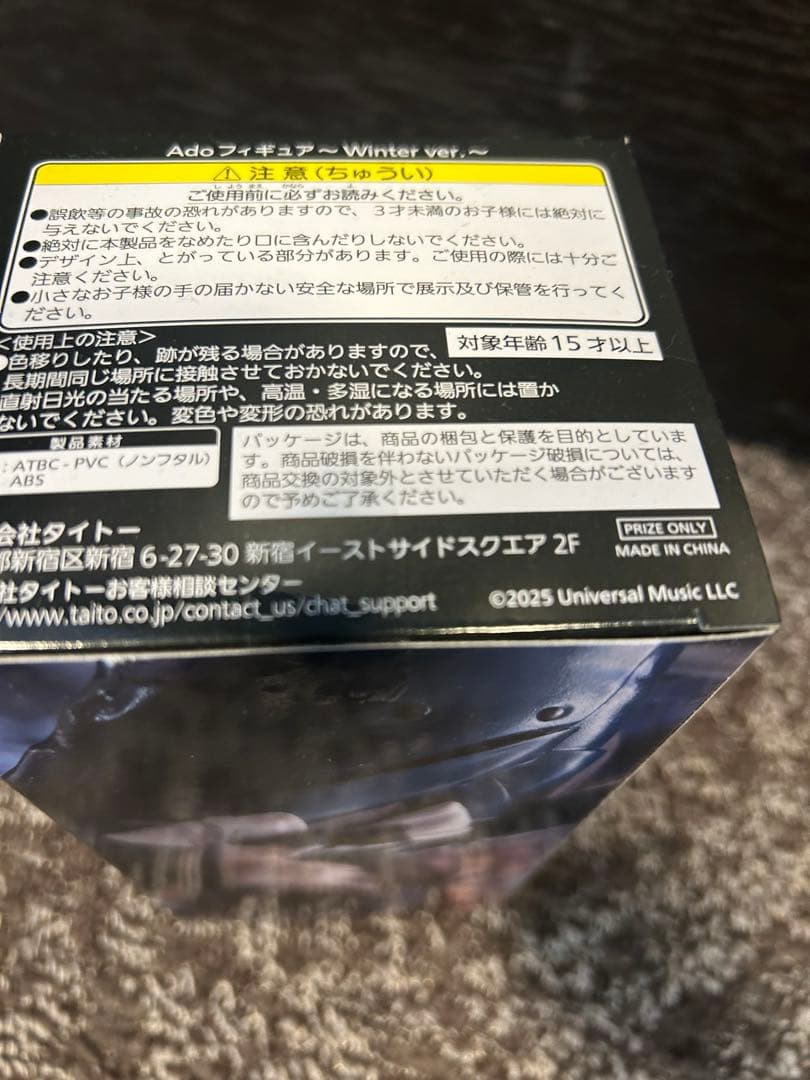 Adoフィギュア～Winter ver.～
⚠注意(ちゅうい)
ご使用前に必ずお読みください。
●誤飲等の事故の恐れがありますので、3才未満のお子様には絶対に
与えないでください。
●絶対に本製品をなめたり口に含んだりしないでください。
●デザイン上、とがっている部分があります。ご使用の際には十分ご
注意ください。
●小さなお子様の手の届かない安全な場所で展示及び保管を行ってく
ださい。
<使用上の注意>
対象年齢15才以上
●色移りしたり、跡が残る場合がありますので、
長期間同じ場所に接触させておかないでください。
直射日光の当たる場所や、高温・多湿になる場所には置か
ないでください。変色や変形の恐れがあります。
製品素材
: ATBC-PVC (ノンフタル)
ABS
パッケージは、商品の梱包と保護を目的としていま
す。商品破損を伴わないパッケージ破損については、
商品交換の対象外とさせていただく場合がございます
ので予めご了承ください。
会社タイトー
新宿区新宿6-27-30 新宿イーストサイドスクエア 2F
社タイトーお客様相談センター
/www.taito.co.jp/contact_us/chat_support
PRIZE ONLY
MADE IN CHINA
©2025 Universal Music LLC